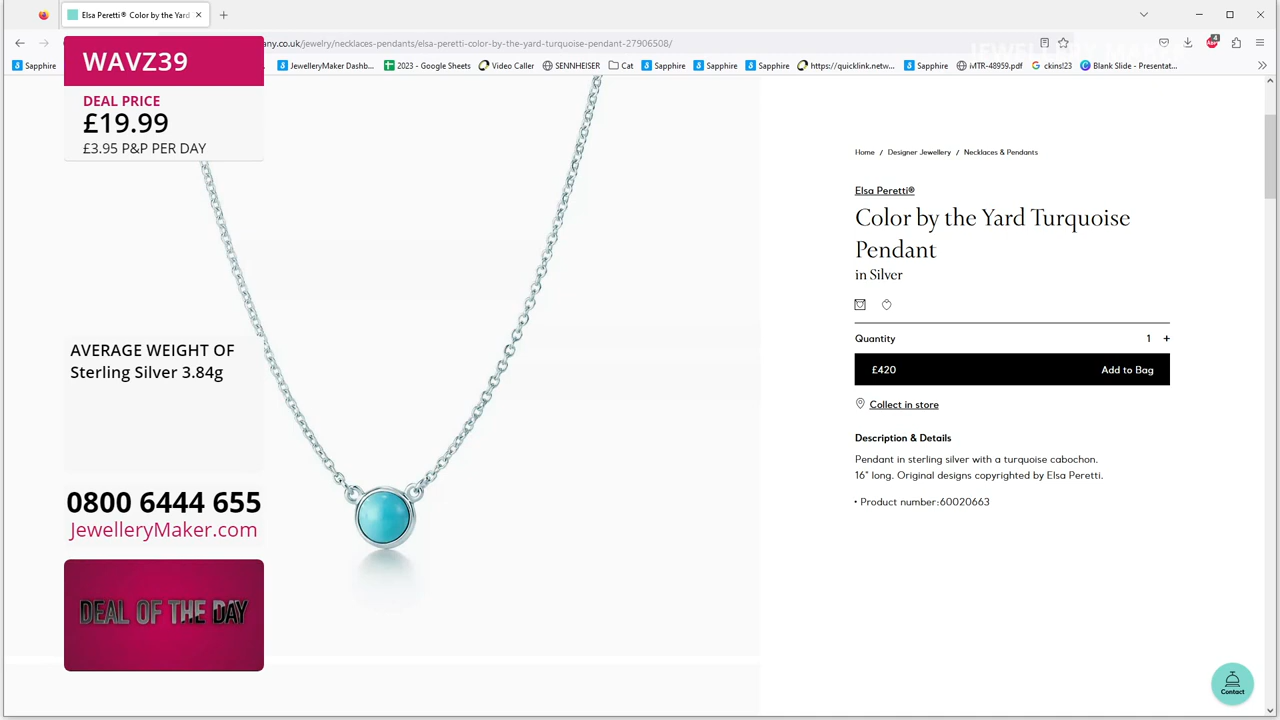 Elsa Peretti® Color by the Yard
any.co.uk/jewelry/necklaces-pendants/elsa-peretti-color-by-the-yard-turquoise-pendant-27906508/
4
Sapphire
JewelleryMaker Dashb...
2023 - Google Sheets
Video Caller
SENNHEISER
Cat
Sapphire
Sapphire
Sapphire
https://quicklink.netw...
Sapphire
iMTR-48959.pdf
ckins!23
Blank Slide - Presentat...
JEWELLERY MAKER
WAVZ39
DEAL PRICE
£19.99
£3.95 P&P PER DAY
AVERAGE WEIGHT OF
Sterling Silver 3.84g
0800 6444 655
JewelleryMaker.com
DEAL OF THE DAY
Home / Designer Jewellery / Necklaces & Pendants
Elsa Peretti®
Color by the Yard Turquoise
Pendant
in Silver
Quantity 1 +
£420 Add to Bag
Collect in store
Description & Details
Pendant in sterling silver with a turquoise cabochon.
16" long. Original designs copyrighted by Elsa Peretti.
• Product number:60020663
Contact